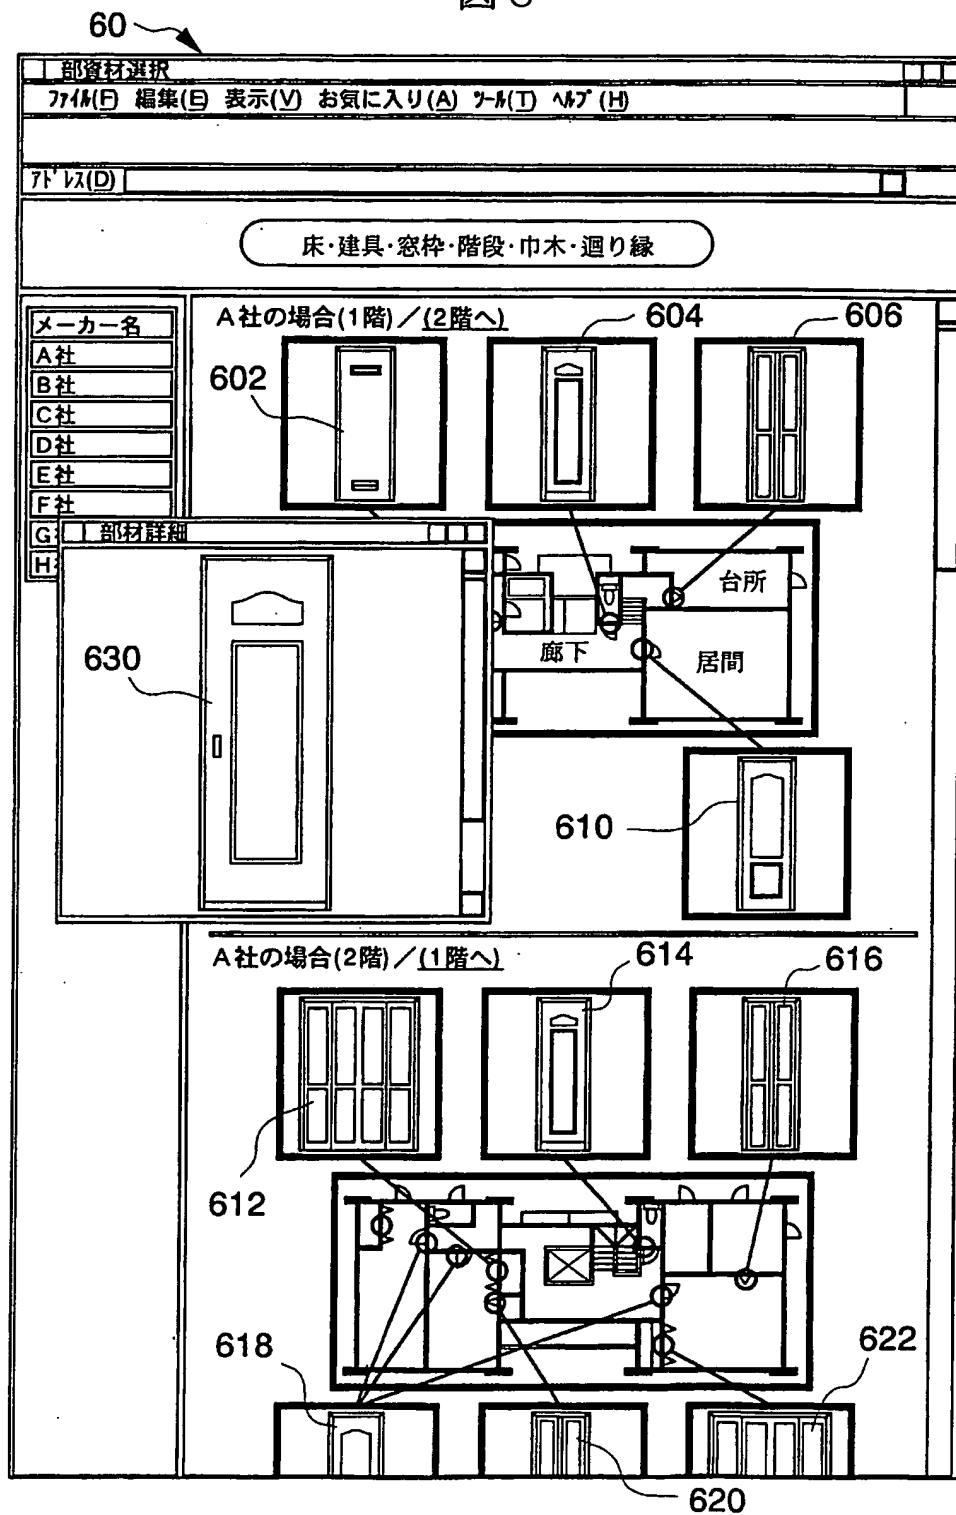 60
部資材選択
ファイル(F) 編集(E) 表示(V) お気に入り(A) ツール(T) ヘルプ(H)
アドレス(D)
床・建具・窓枠・階段・巾木・廻り縁
メーカー名
A社
B社
C社
D社
E社
F社
G
H
A社の場合(1階)／(2階へ)
602
604
606
部材詳細
630
台所
廊下
居間
610
A社の場合(2階)／(1階へ)
612
614
616
618
620
622